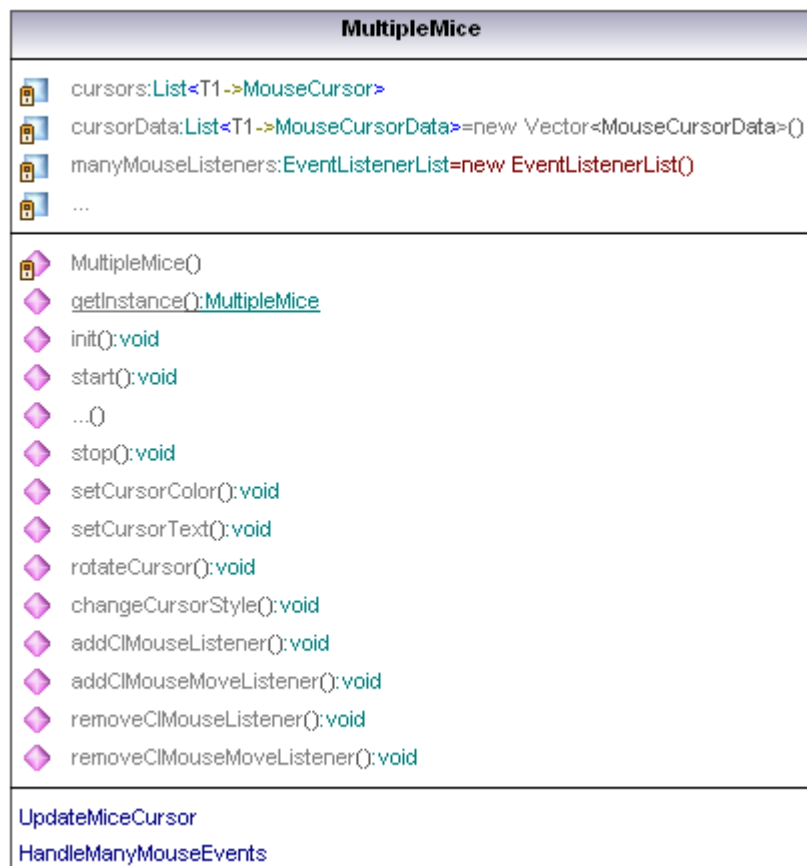 MultipleMice
cursors:List<T1->MouseCursor>
cursorData:List<T1->MouseCursorData>=new Vector<MouseCursorData>()
manyMouseListeners:EventListenerList=new EventListenerList()
...
MultipleMice()
getInstance():MultipleMice
init():void
start():void
...()
stop():void
setCursorColor():void
setCursorText():void
rotateCursor():void
changeCursorStyle():void
addCIMouseListener():void
addCIMouseMoveListener():void
removeCIMouseListener():void
removeCIMouseMoveListener():void
UpdateMiceCursor
HandleManyMouseEvents